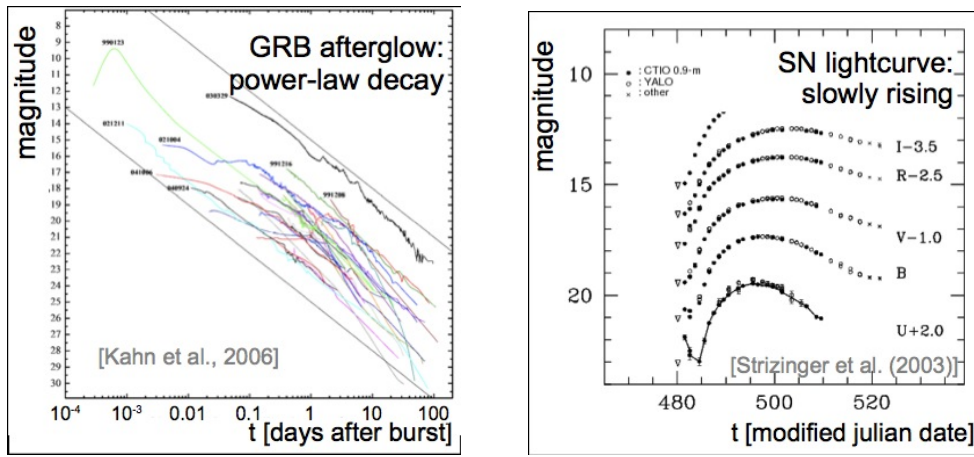 GRB afterglow:
power-law decay
magnitude
7
8
9
10
11
12
13
14
15
16
17
18
19
20
21
22
23
24
25
26
27
28
29
30
990123
030329
021211
021004
991216
041006
991208
040924
[Kahn et al., 2006]
10-4
10-3
0.01
0.1
1
10
100
t [days after burst]
SN lightcurve:
slowly rising
magnitude
10
15
20
: CTIO 0.9-m
: YALO
: other
I-3.5
R-2.5
V-1.0
B
U+2.0
[Strizinger et al. (2003)]
480
500
520
t [modified julian date]